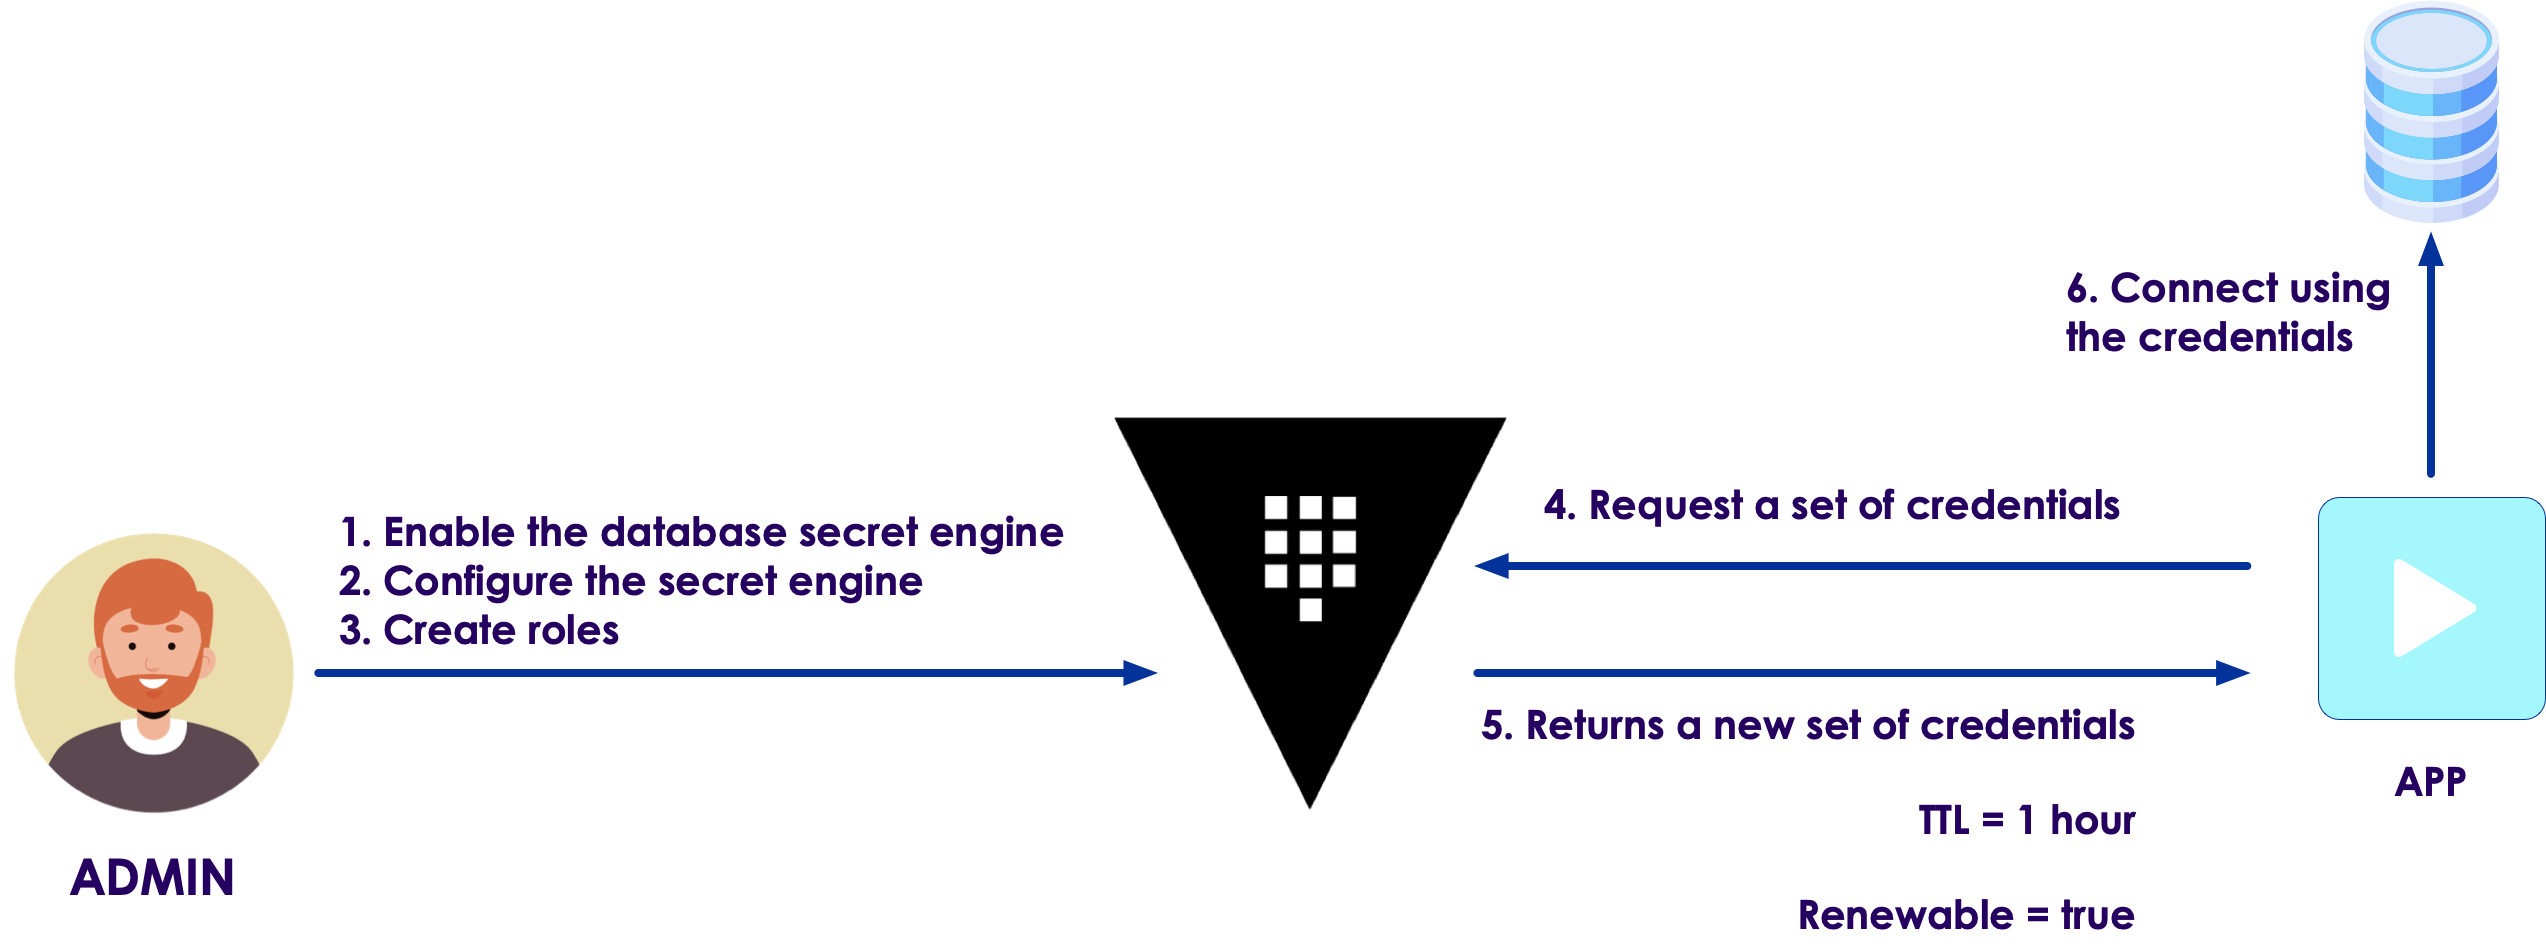 1. Enable the database secret engine
2. Configure the secret engine
3. Create roles
ADMIN
4. Request a set of credentials
5. Returns a new set of credentials
TTL = 1 hour
Renewable = true
6. Connect using
the credentials
APP